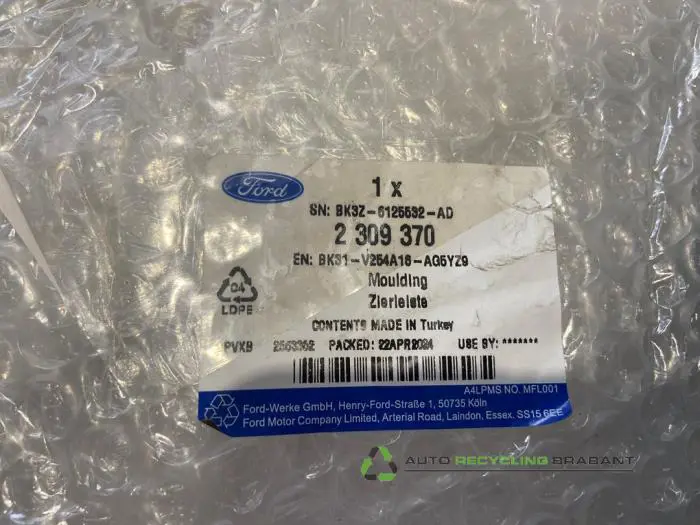 Ford
1 x
SN: BK3Z-6125532-AD
2 309 370
EN: BK31-V254A16-AG5YZ9
Moulding
Zierleiste
04
LDPE
CONTENTS MADE IN Turkey
PVXB 2563362 PACKED: 22APR2024 USE BY: *******
A4LPMS NO. MFL001
Ford-Werke GmbH, Henry-Ford-Straße 1, 50735 Köln
Ford Motor Company Limited, Arterial Road, Laindon, Essex. SS15 6EE
AUTO RECYCLING BRABANT